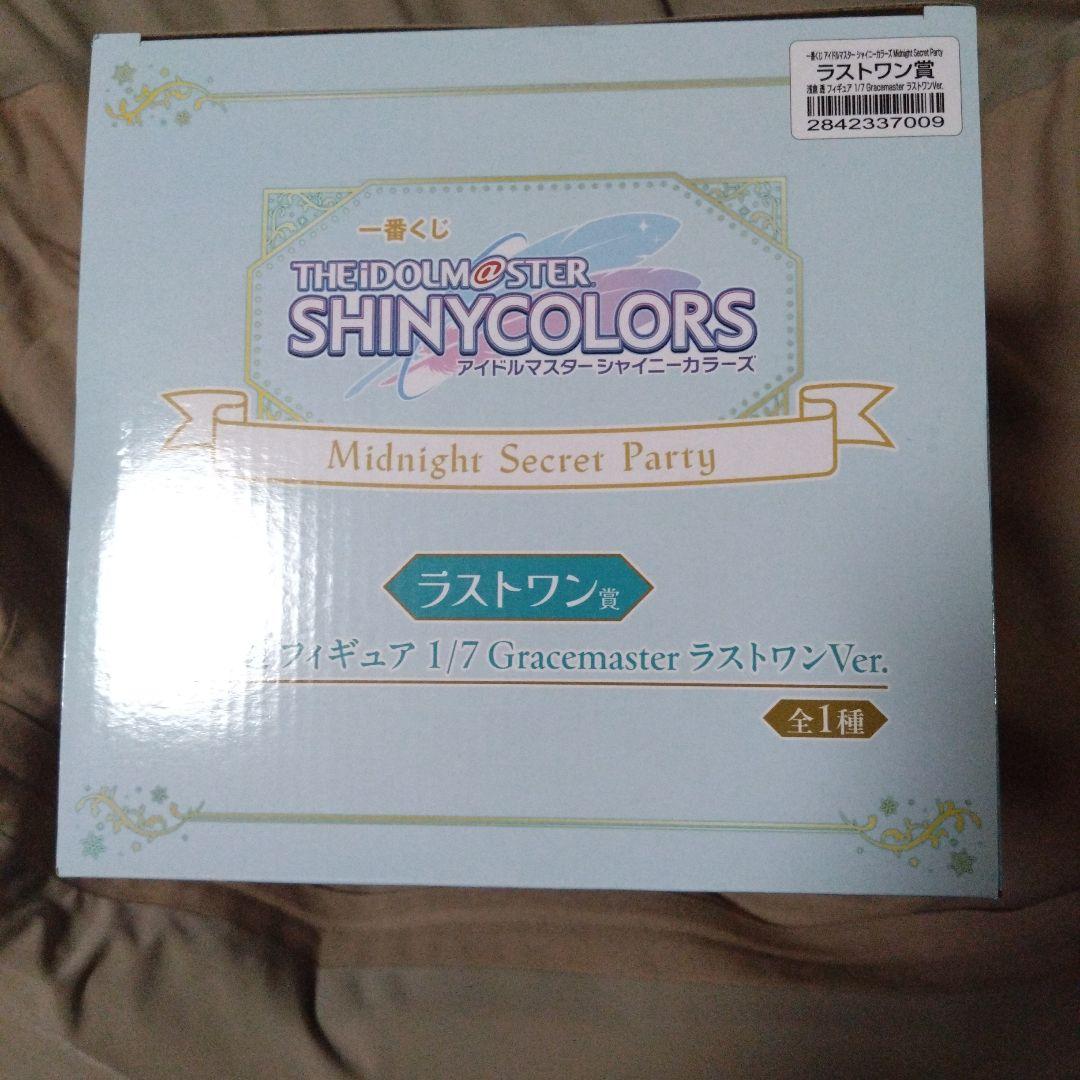 一番くじ アイドルマスター シャイニーカラーズ Midnight Secret Party
ラストワン賞
浅倉 透 フィギュア 1/7 Gracemaster ラストワンVer.
2842337009
一番くじ
THE iDOLM@STER
SHINYCOLORS
アイドルマスター シャイニーカラーズ
Midnight Secret Party
ラストワン賞
フィギュア 1/7 Gracemaster ラストワンVer.
全1種